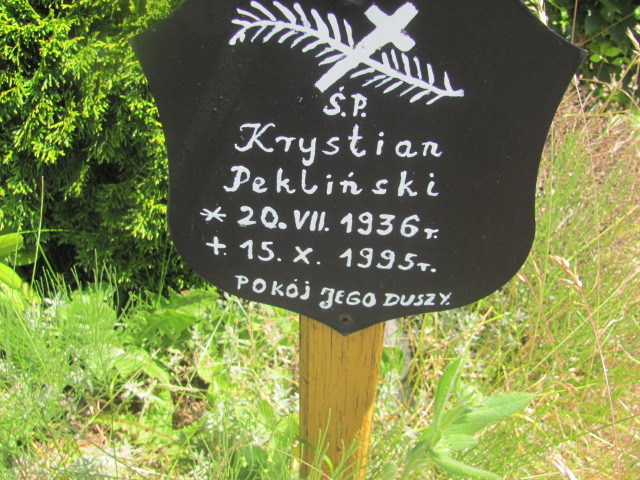 Ś.P.
Krystian
Pekliński
* 20. VII. 1936 r.
+ 15. X. 1995 r.
POKÓJ JEGO DUSZY.